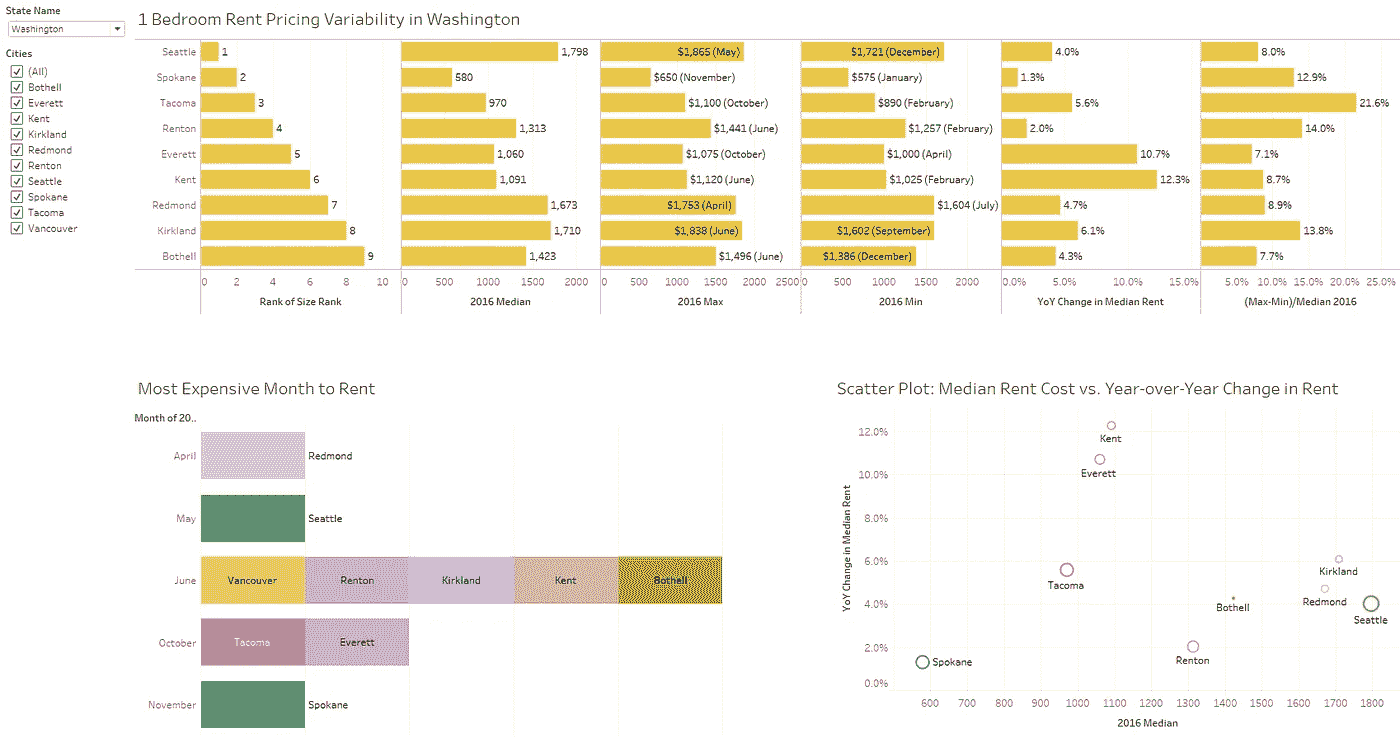 State Name
Washington
Cities
(All)
Bothell
Everett
Kent
Kirkland
Redmond
Renton
Seattle
Spokane
Tacoma
Vancouver
1 Bedroom Rent Pricing Variability in Washington
Seattle 1 1,798 $1,865 (May) $1,721 (December) 4.0% 8.0%
Spokane 2 580 $650 (November) $575 (January) 1.3% 12.9%
Tacoma 3 970 $1,100 (October) $890 (February) 5.6% 21.6%
Renton 4 1,313 $1,441 (June) $1,257 (February) 2.0% 14.0%
Everett 5 1,060 $1,075 (October) $1,000 (April) 10.7% 7.1%
Kent 6 1,091 $1,120 (June) $1,025 (February) 12.3% 8.7%
Redmond 7 1,673 $1,753 (April) $1,604 (July) 4.7% 8.9%
Kirkland 8 1,710 $1,838 (June) $1,602 (September) 6.1% 13.8%
Bothell 9 1,423 $1,496 (June) $1,386 (December) 4.3% 7.7%
0 2 4 6 8 10 0 500 1000 1500 2000 0 500 1000 1500 2000 2500 0 500 1000 1500 2000 0.0% 5.0% 10.0% 15.0% 5.0% 10.0% 15.0% 20.0% 25.0%
Rank of Size Rank 2016 Median 2016 Max 2016 Min YoY Change in Median Rent (Max-Min)/Median 2016
Most Expensive Month to Rent
Month of 20..
April Redmond
May Seattle
June Vancouver Renton Kirkland Kent Bothell
October Tacoma Everett
November Spokane
Scatter Plot: Median Rent Cost vs. Year-over-Year Change in Rent
YoY Change in Median Rent
12.0%
10.0%
8.0%
6.0%
4.0%
2.0%
0.0%
Kent
Everett
Tacoma
Kirkland
Redmond
Bothell
Seattle
Renton
Spokane
600 700 800 900 1000 1100 1200 1300 1400 1500 1600 1700 1800
2016 Median